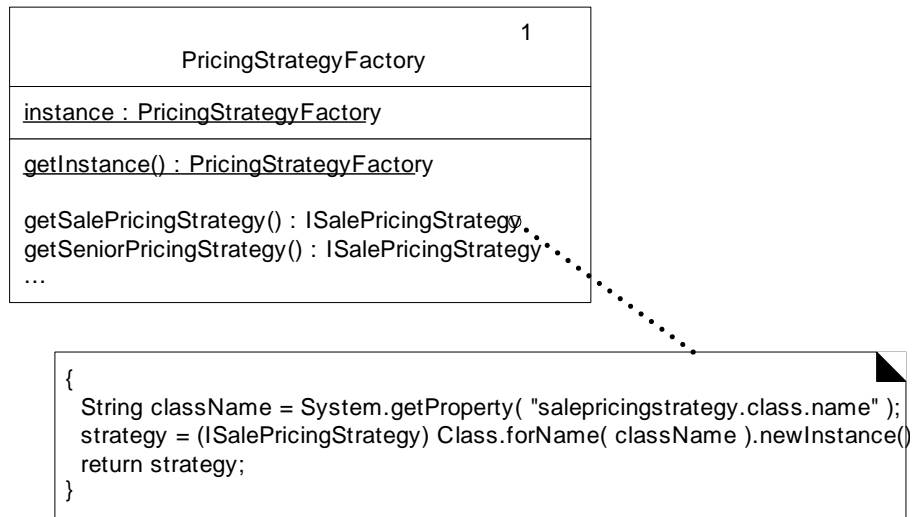 1
PricingStrategyFactory
instance : PricingStrategyFactory
getInstance() : PricingStrategyFactory
getSalePricingStrategy() : ISalePricingStrategy
getSeniorPricingStrategy() : ISalePricingStrategy
...
{
String className = System.getProperty( "salepricingstrategy.class.name" );
strategy = (ISalePricingStrategy) Class.forName( className ).newInstance()
return strategy;
}